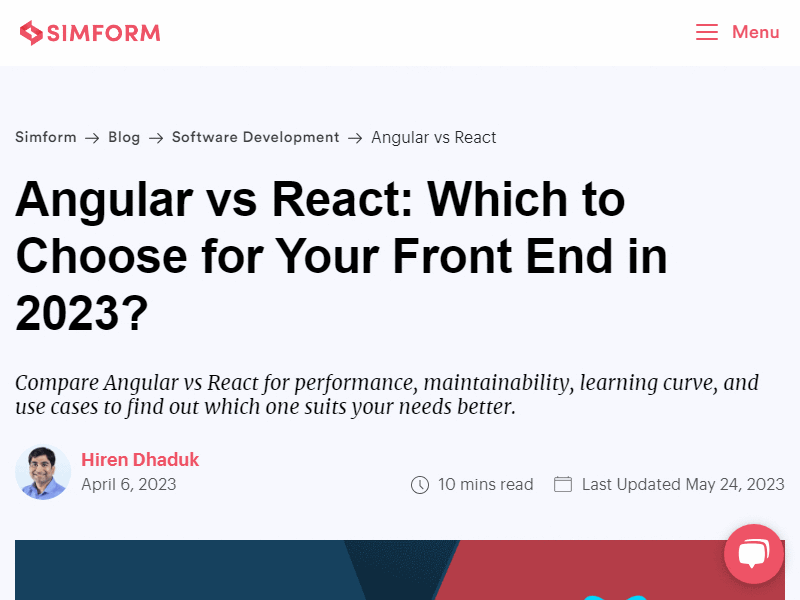 SIMFORM
Menu
Simform → Blog → Software Development → Angular vs React
Angular vs React: Which to
Choose for Your Front End in
2023?
Compare Angular vs React for performance, maintainability, learning curve, and
use cases to find out which one suits your needs better.
Hiren Dhaduk
April 6, 2023
10 mins read
Last Updated May 24, 2023